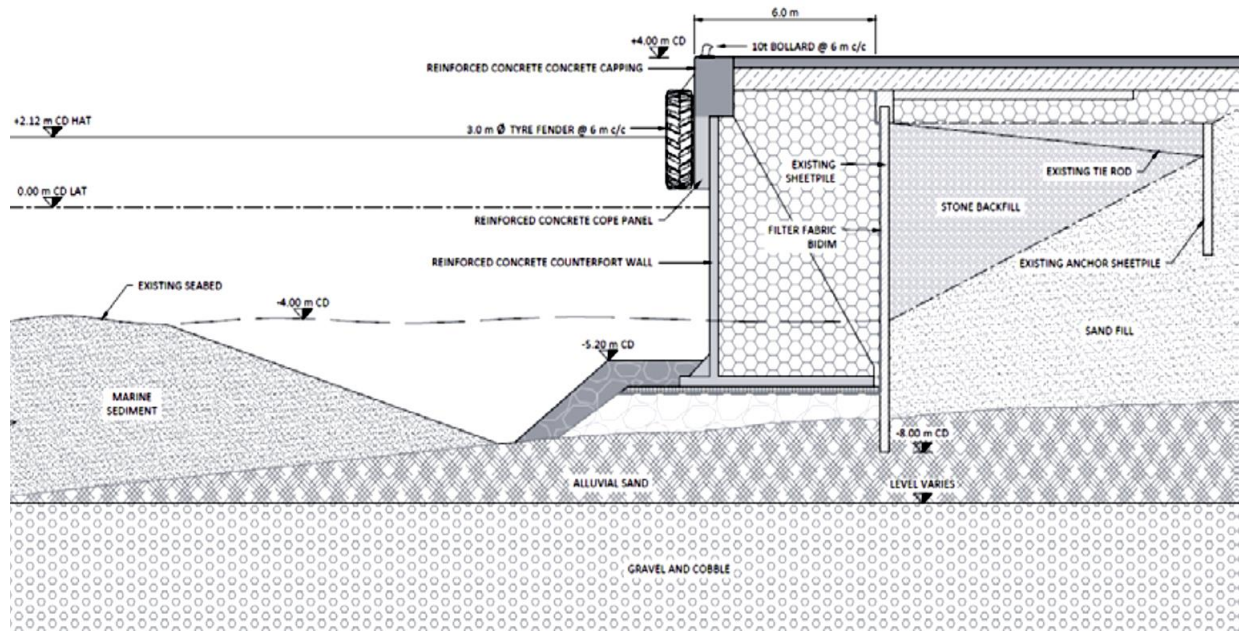 6.0 m
+4.00 m CD
10t BOLLARD @ 6 m c/c
REINFORCED CONCRETE CONCRETE CAPPING
+2.12 m CD HAT
3.0 m Ø TYRE FENDER @ 6 m c/c
EXISTING
SHEETPILE
EXISTING TIE ROD
0.00 m CD LAT
STONE BACKFILL
REINFORCED CONCRETE COPE PANEL
FILTER FABRIC
BIDIM
REINFORCED CONCRETE COUNTERFORT WALL
EXISTING ANCHOR SHEETPILE
EXISTING SEABED
-4.00 m CD
SAND FILL
-5.20 m CD
MARINE
SEDIMENT
-8.00 m CD
ALLUVIAL SAND
LEVEL VARIES
GRAVEL AND COBBLE